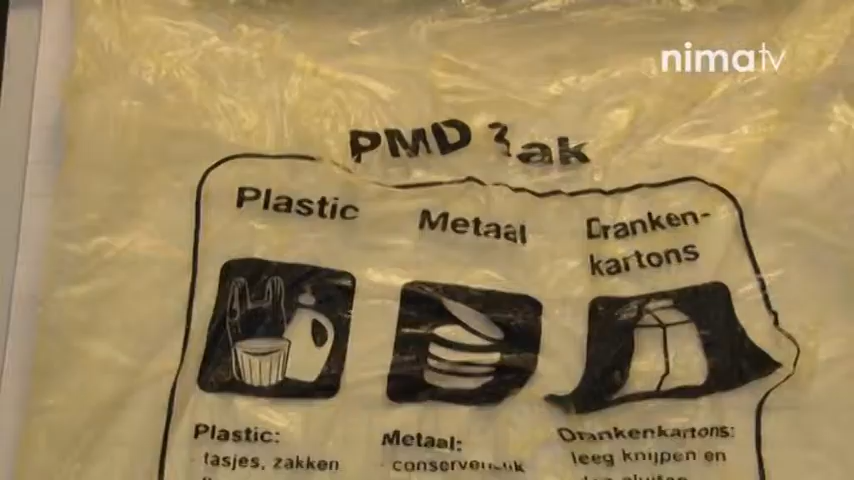 nimatv
PMD Zak
Plastic
Metaal
Dranken-
kartons
Plastic:
tasjes, zakken
Metaal:
Drankenkartons:
leeg knijpen en